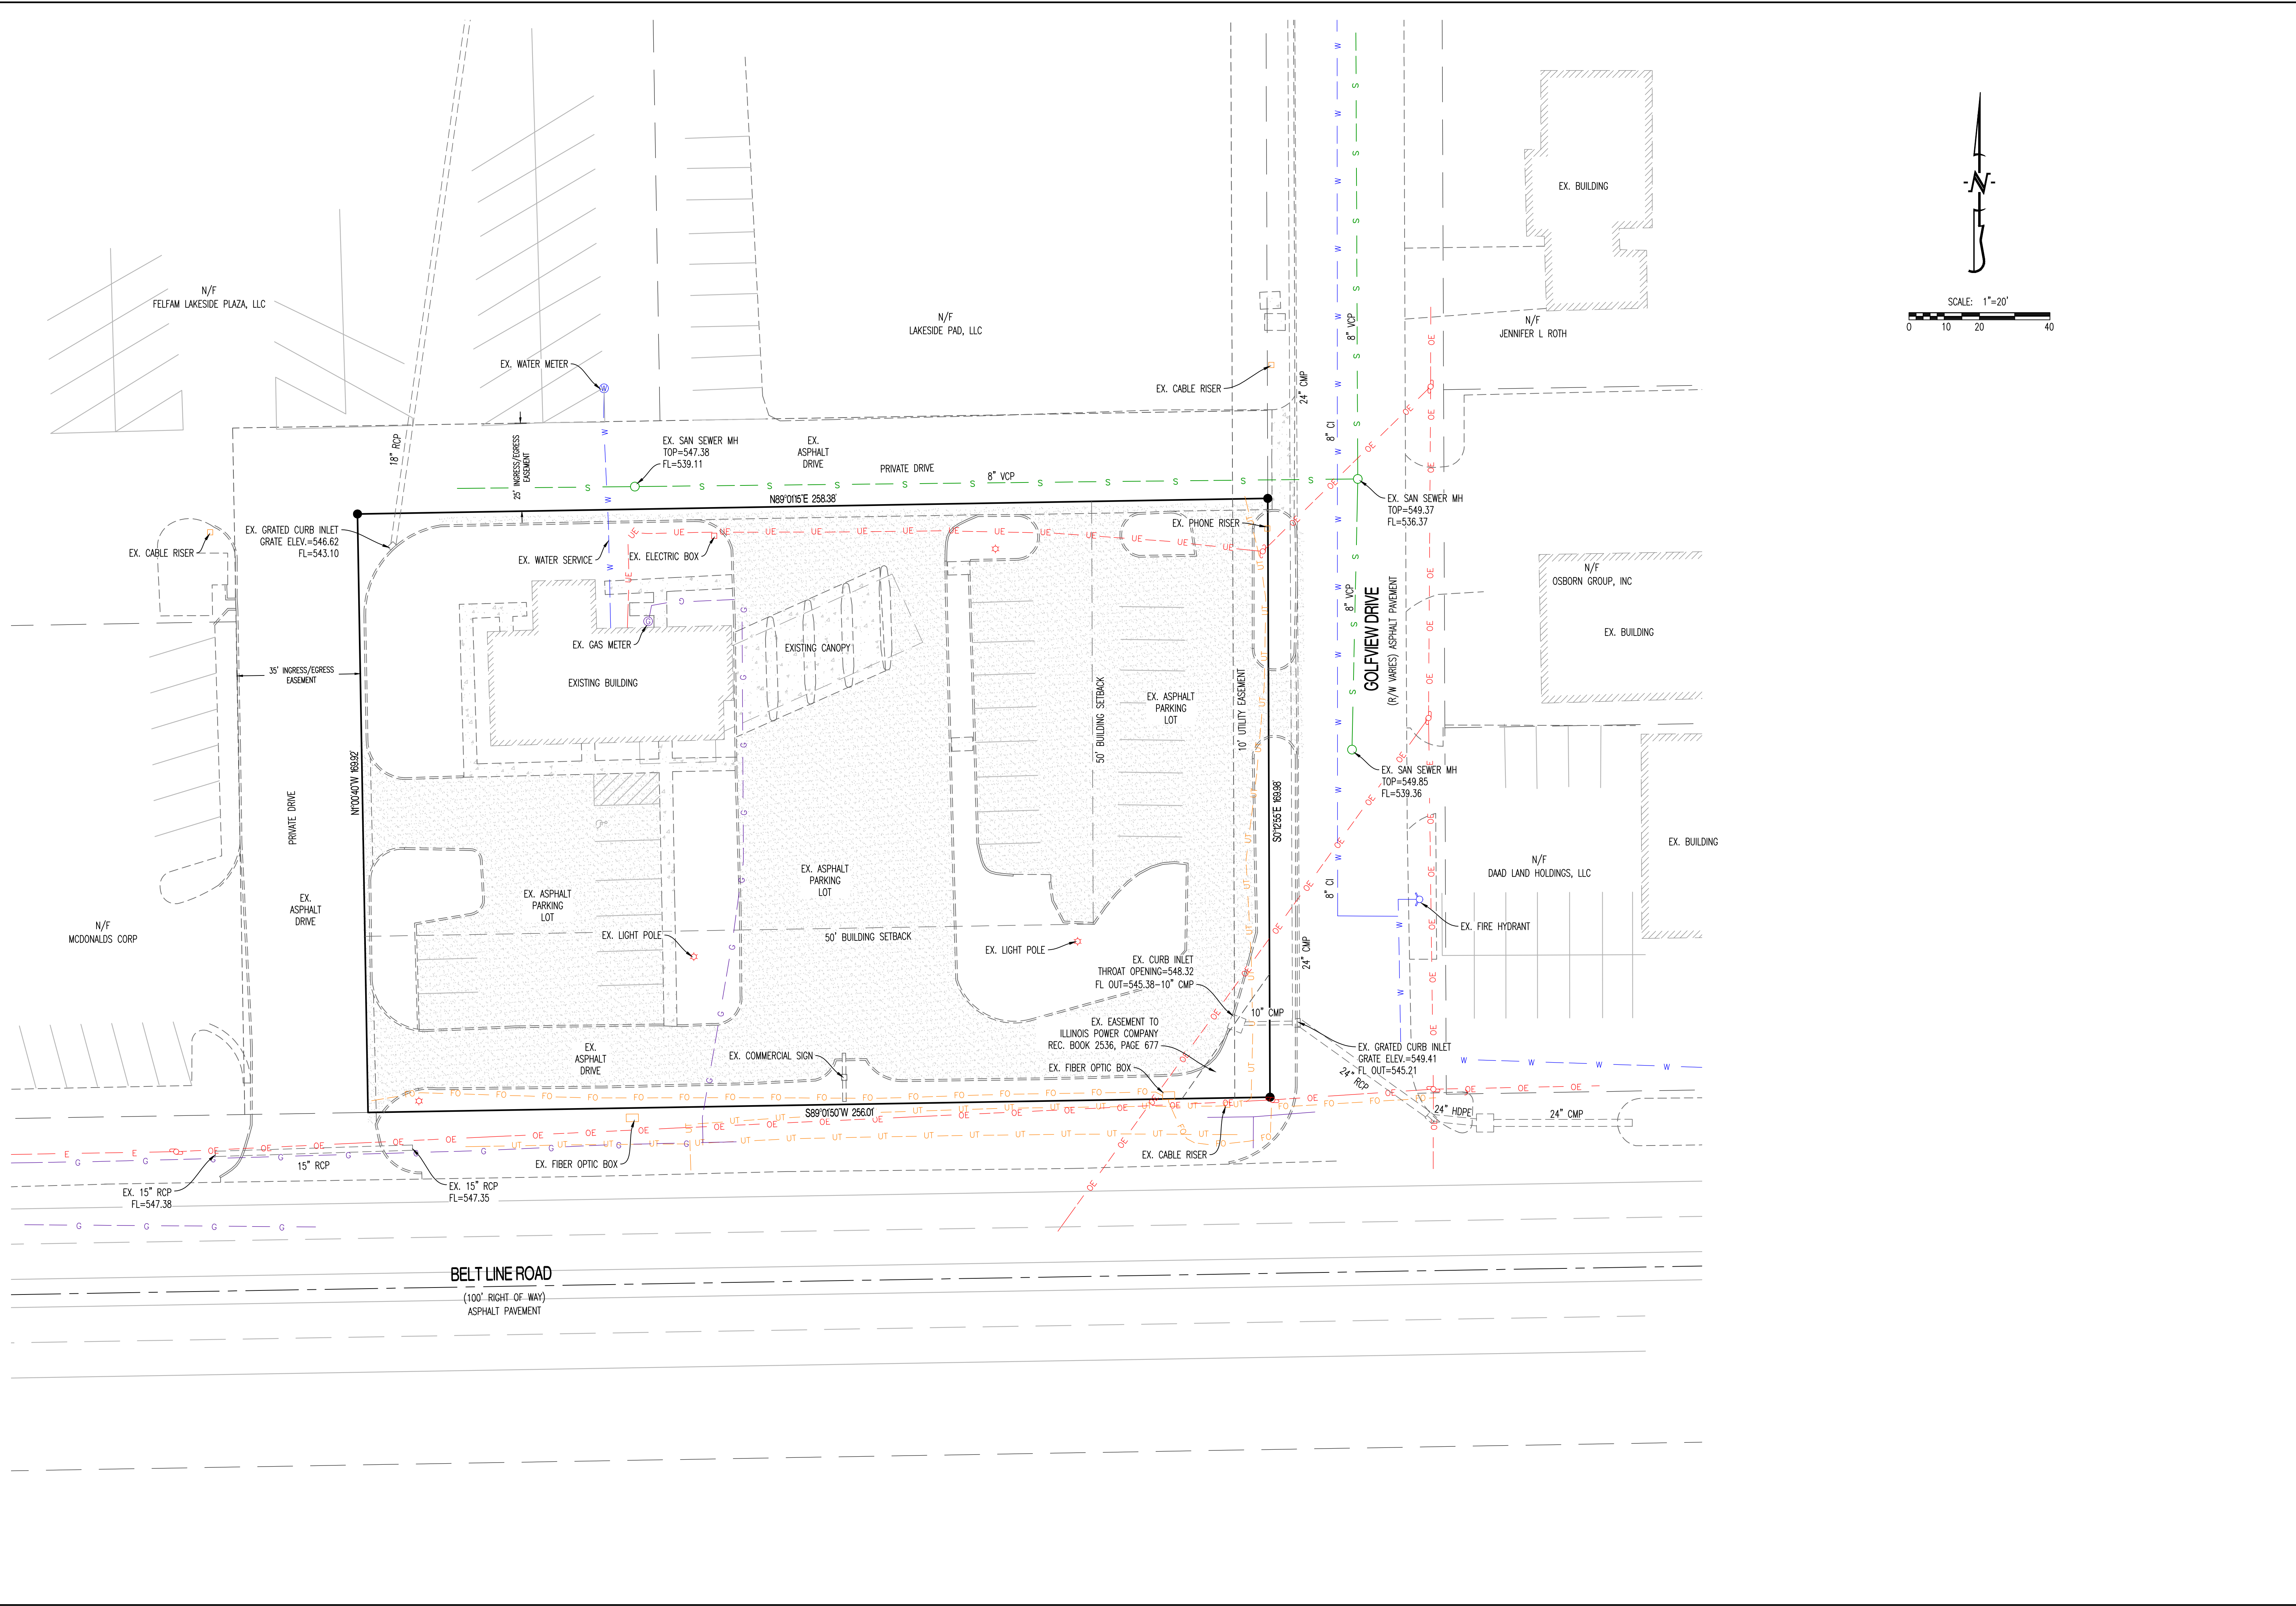 N/F
FELFAM LAKESIDE PLAZA, LLC
N/F
LAKESIDE PAD, LLC
EX. BUILDING
N/F
JENNIFER L ROTH
SCALE: 1"=20'
0 10 20 40
EX. WATER METER
EX. CABLE RISER
24" CMP
8" CI
8" VCP
18" RCP
25' INGRESS/EGRESS
EASEMENT
EX. SAN SEWER MH
TOP=547.38
FL=539.11
EX.
ASPHALT
DRIVE
PRIVATE DRIVE
8" VCP
N89°01'15"E 258.38'
EX. SAN SEWER MH
TOP=549.37
FL=536.37
EX. GRATED CURB INLET
GRATE ELEV.=546.62
FL=543.10
EX. CABLE RISER
EX. WATER SERVICE
EX. ELECTRIC BOX
EX. PHONE RISER
N/F
OSBORN GROUP, INC
EX. BUILDING
8" VCP
GOLFVIEW DRIVE
(R/W VARIES) ASPHALT PAVEMENT
EX. GAS METER
EXISTING CANOPY
EXISTING BUILDING
35' INGRESS/EGRESS
EASEMENT
50' BUILDING SETBACK
EX. ASPHALT
PARKING
LOT
10' UTILITY EASEMENT
N1°00'40"W 169.92'
S0°12'55"E 169.98'
EX. SAN SEWER MH
TOP=549.85
FL=539.36
PRIVATE DRIVE
EX.
ASPHALT
DRIVE
EX. ASPHALT
PARKING
LOT
EX. ASPHALT
PARKING
LOT
8" CI
N/F
DAAD LAND HOLDINGS, LLC
EX. BUILDING
N/F
MCDONALDS CORP
EX. LIGHT POLE
50' BUILDING SETBACK
EX. LIGHT POLE
EX. FIRE HYDRANT
24" CMP
EX. CURB INLET
THROAT OPENING=548.32
FL OUT=545.38-10" CMP
10" CMP
EX. EASEMENT TO
ILLINOIS POWER COMPANY
REC. BOOK 2536, PAGE 677
EX. FIBER OPTIC BOX
EX. GRATED CURB INLET
GRATE ELEV.=549.41
FL OUT=545.21
24" RCP
24" HDPE
24" CMP
EX.
ASPHALT
DRIVE
EX. COMMERCIAL SIGN
S89°01'50"W 256.01'
EX. FIBER OPTIC BOX
EX. CABLE RISER
15" RCP
EX. 15" RCP
FL=547.38
EX. 15" RCP
FL=547.35
BELT LINE ROAD
(100' RIGHT OF WAY)
ASPHALT PAVEMENT